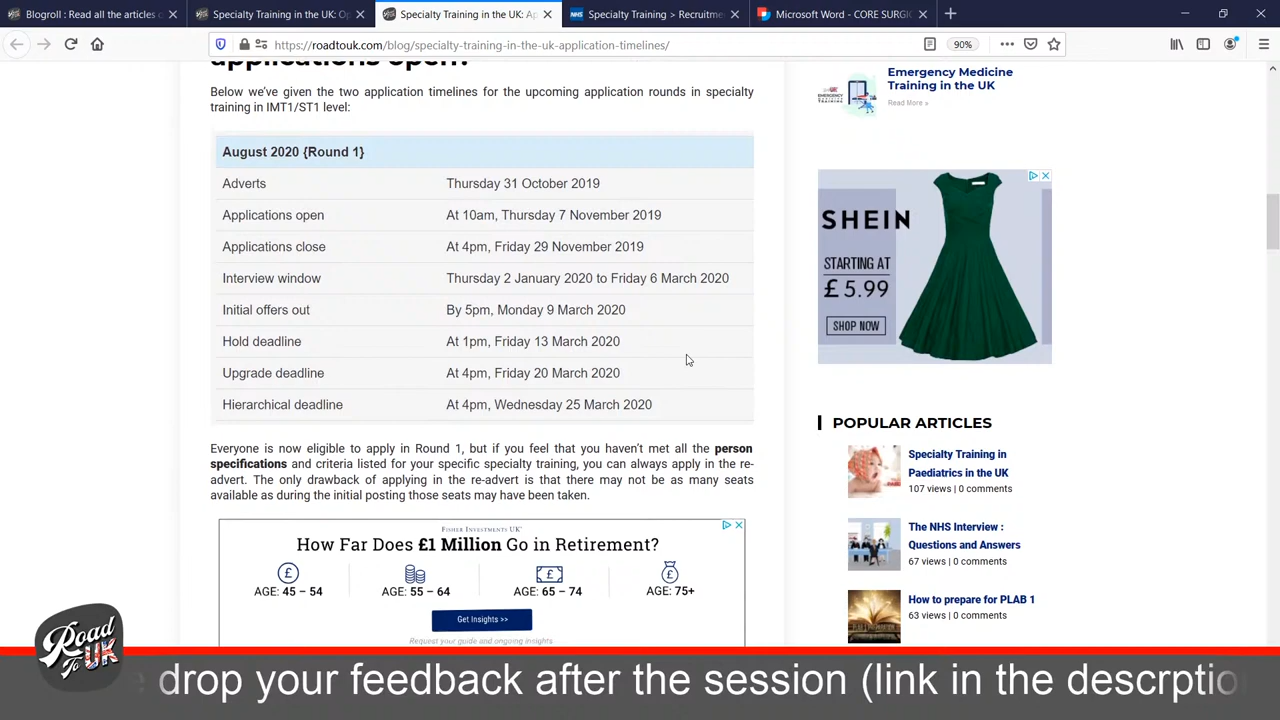 Blogroll : Read all the articles o
Specialty Training in the UK: Op
Specialty Training in the UK: Ap
NHS
Specialty Training > Recruitme
Microsoft Word - CORE SURGIC
https://roadtouk.com/blog/specialty-training-in-the-uk-application-timelines/
90%
applications open?
Below we've given the two application timelines for the upcoming application rounds in specialty
training in IMT1/ST1 level:
August 2020 {Round 1}
Adverts Thursday 31 October 2019
Applications open At 10am, Thursday 7 November 2019
Applications close At 4pm, Friday 29 November 2019
Interview window Thursday 2 January 2020 to Friday 6 March 2020
Initial offers out By 5pm, Monday 9 March 2020
Hold deadline At 1pm, Friday 13 March 2020
Upgrade deadline At 4pm, Friday 20 March 2020
Hierarchical deadline At 4pm, Wednesday 25 March 2020
Everyone is now eligible to apply in Round 1, but if you feel that you haven't met all the person
specifications and criteria listed for your specific specialty training, you can always apply in the re-
advert. The only drawback of applying in the re-advert is that there may not be as many seats
available as during the initial posting those seats may have been taken.
FISHER INVESTMENTS UK
How Far Does £1 Million Go in Retirement?
AGE: 45 – 54 AGE: 55 – 64 AGE: 65 – 74 AGE: 75+
Get Insights >>
Request your guide and ongoing insights
Emergency Medicine
Training in the UK
Read More »
SHEIN
STARTING AT
£ 5.99
SHOP NOW
POPULAR ARTICLES
Specialty Training in
Paediatrics in the UK
107 views | 0 comments
The NHS Interview :
Questions and Answers
67 views | 0 comments
How to prepare for PLAB 1
63 views | 0 comments
Road
To UK
drop your feedback after the session (link in the descrptio